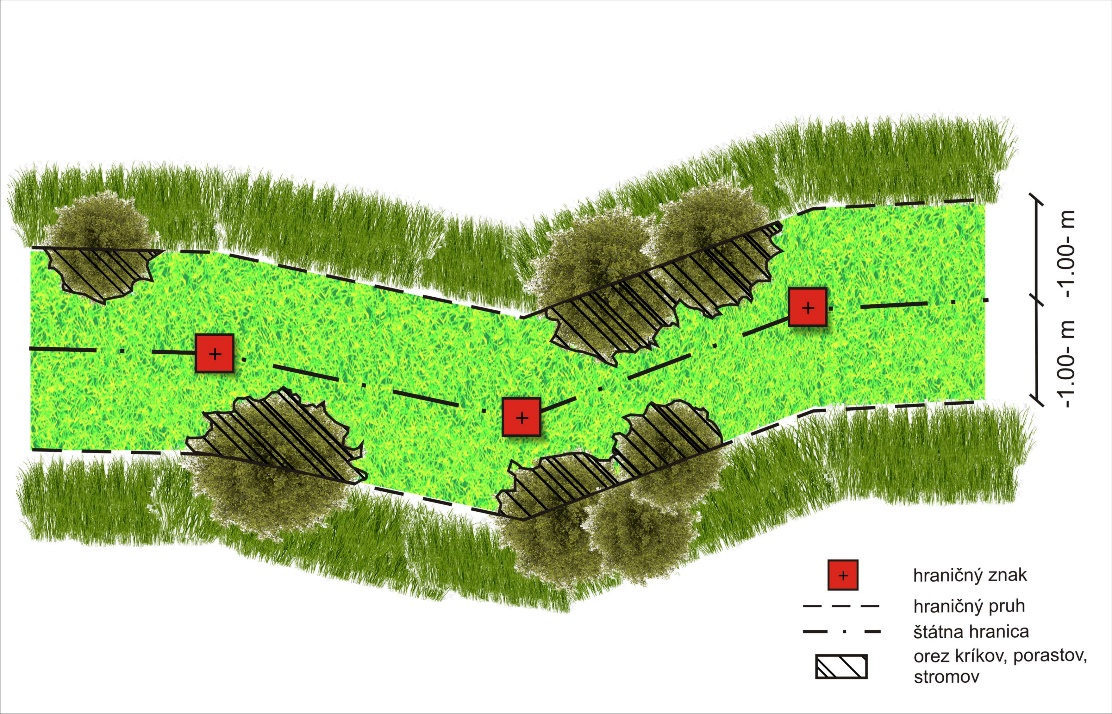 -1.00- m
-1.00- m
hraničný znak
hraničný pruh
štátna hranica
orez kríkov, porastov,
stromov